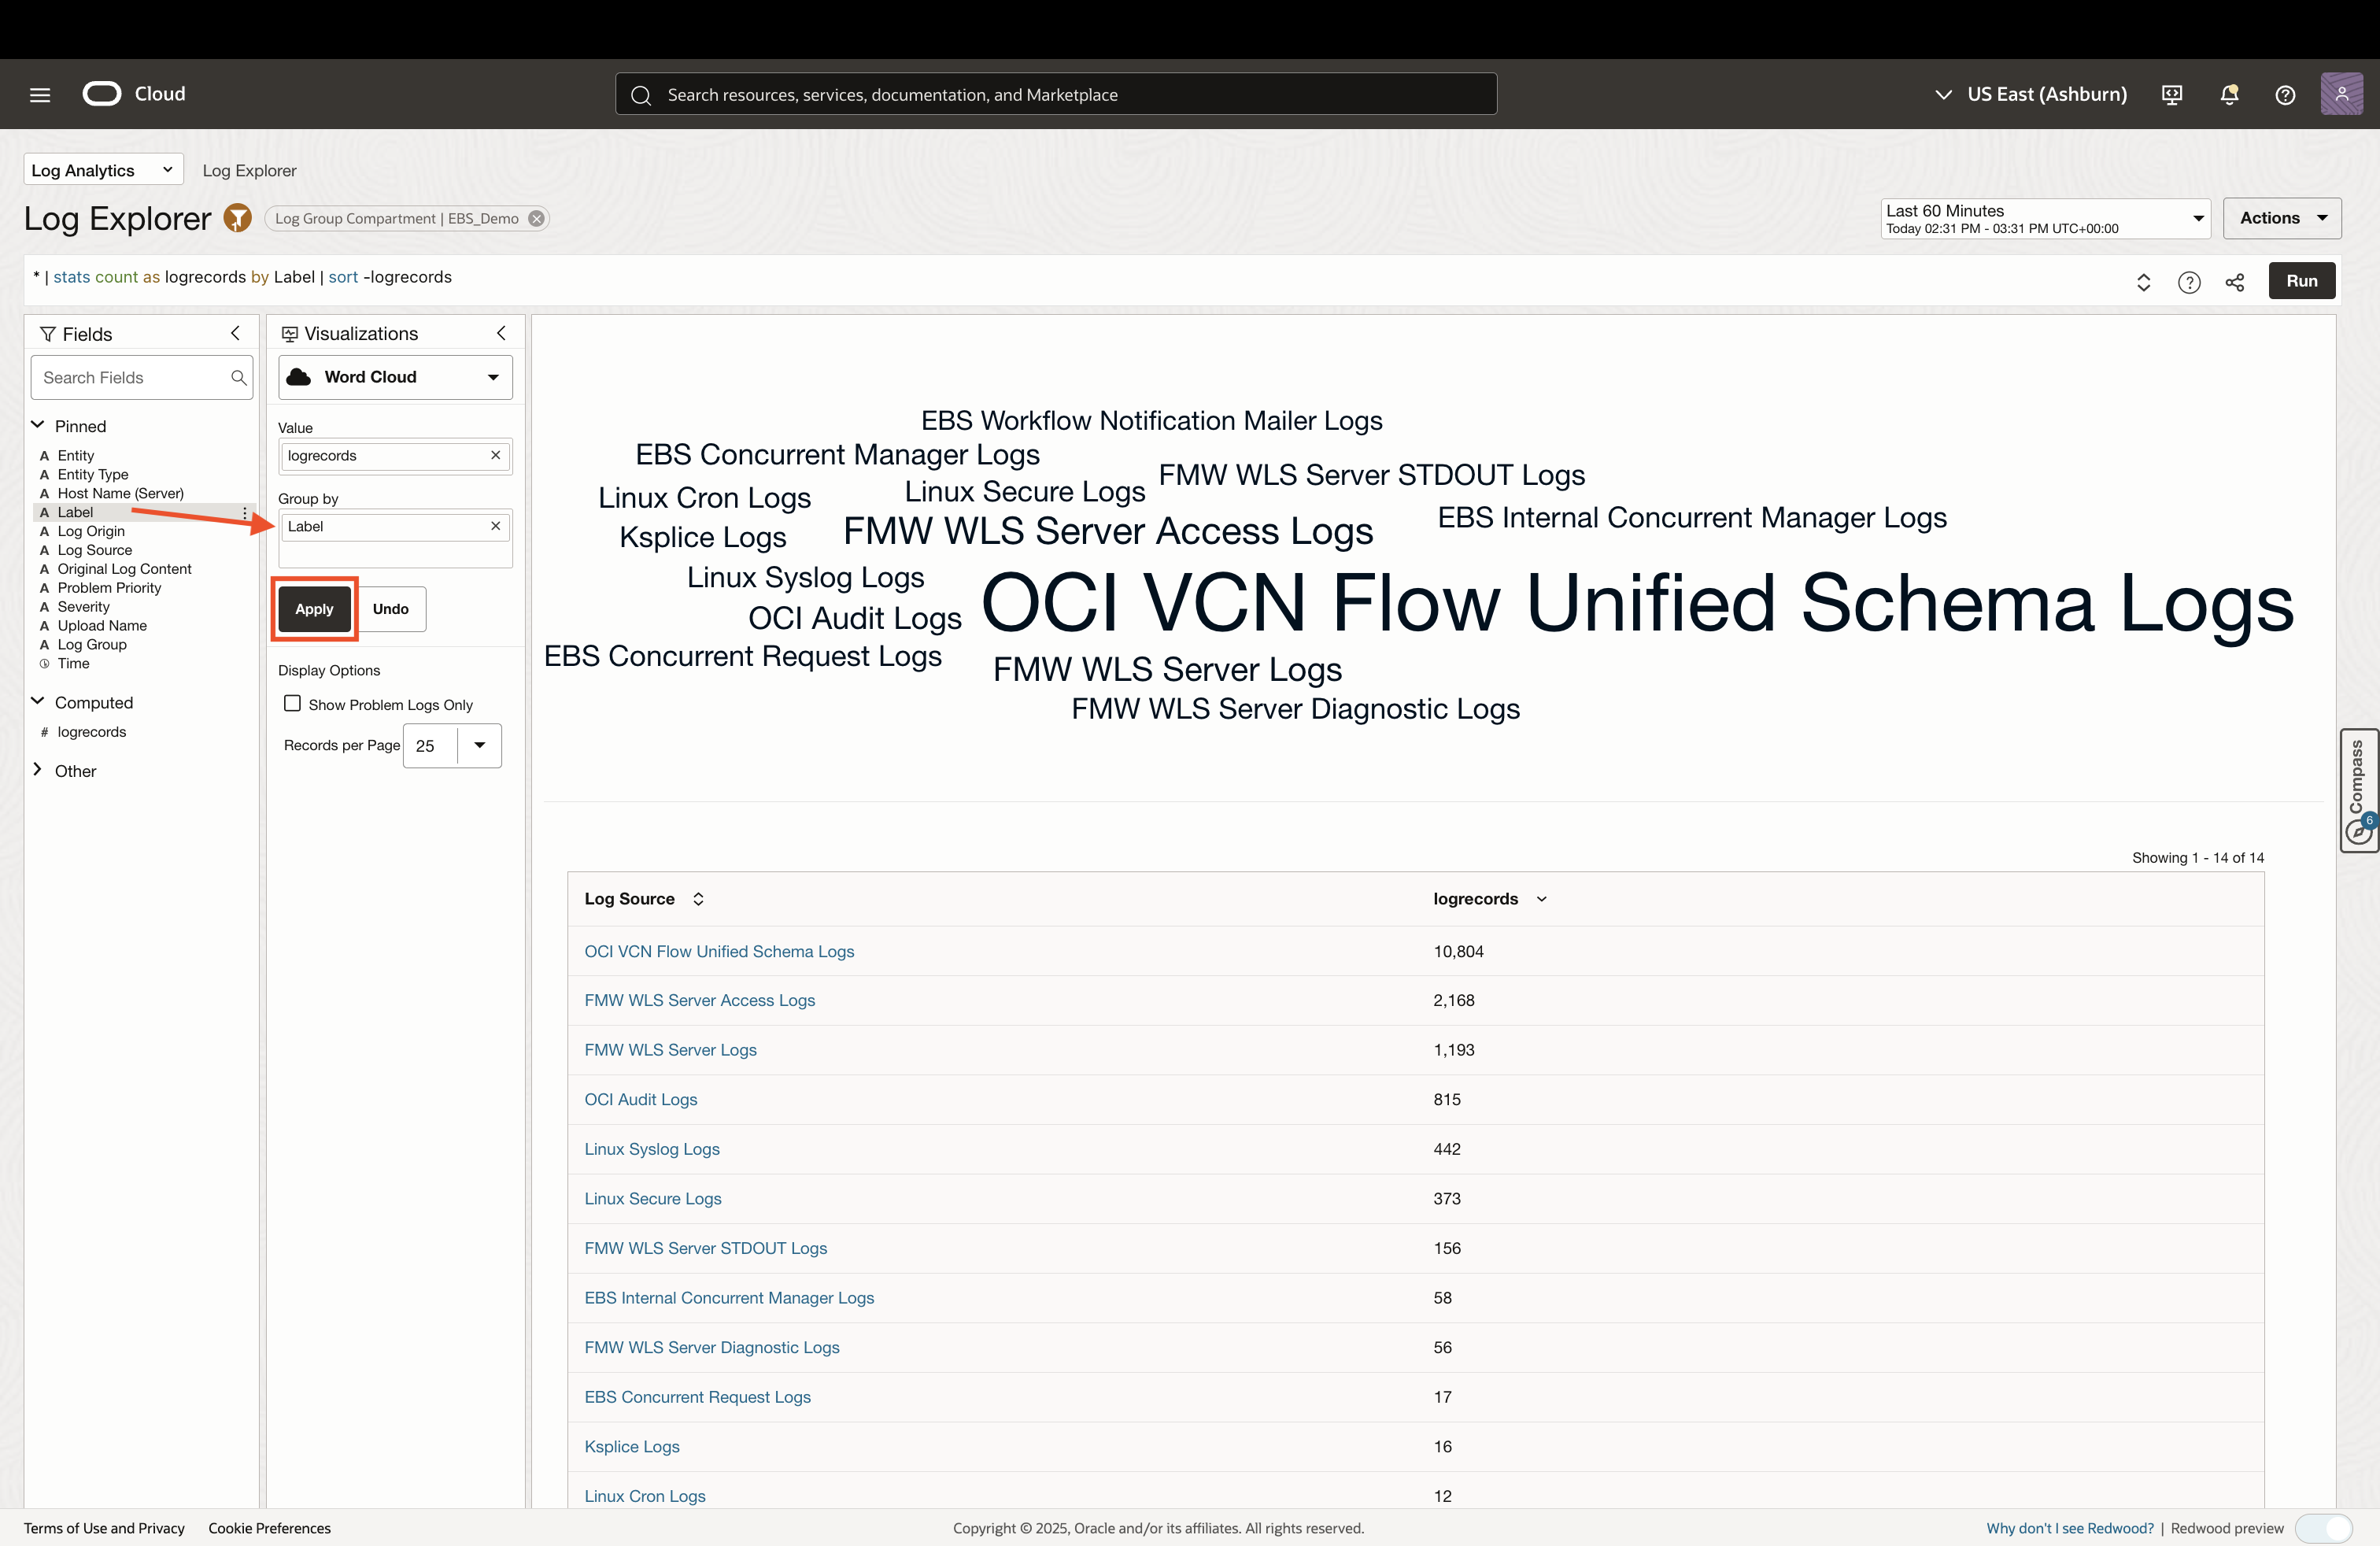 Cloud
Search resources, services, documentation, and Marketplace
US East (Ashburn)
Log Analytics
Log Explorer
Log Explorer
Log Group Compartment | EBS_Demo
Last 60 Minutes
Today 02:31 PM - 03:31 PM UTC+00:00
Actions
* | stats count as logrecords by Label | sort -logrecords
Run
Fields
Search Fields
Pinned
A Entity
A Entity Type
A Host Name (Server)
A Label
A Log Origin
A Log Source
A Original Log Content
A Problem Priority
A Severity
A Upload Name
A Log Group
Time
Computed
# logrecords
Other
Visualizations
Word Cloud
Value
logrecords
Group by
Label
Apply
Undo
Display Options
Show Problem Logs Only
Records per Page 25
EBS Workflow Notification Mailer Logs
EBS Concurrent Manager Logs
FMW WLS Server STDOUT Logs
Linux Cron Logs
Linux Secure Logs
EBS Internal Concurrent Manager Logs
Ksplice Logs
FMW WLS Server Access Logs
Linux Syslog Logs
OCI VCN Flow Unified Schema Logs
OCI Audit Logs
EBS Concurrent Request Logs
FMW WLS Server Logs
FMW WLS Server Diagnostic Logs
Compass
6
Showing 1 - 14 of 14
Log Source logrecords
OCI VCN Flow Unified Schema Logs 10,804
FMW WLS Server Access Logs 2,168
FMW WLS Server Logs 1,193
OCI Audit Logs 815
Linux Syslog Logs 442
Linux Secure Logs 373
FMW WLS Server STDOUT Logs 156
EBS Internal Concurrent Manager Logs 58
FMW WLS Server Diagnostic Logs 56
EBS Concurrent Request Logs 17
Ksplice Logs 16
Linux Cron Logs 12
Terms of Use and Privacy Cookie Preferences
Copyright © 2025, Oracle and/or its affiliates. All rights reserved.
Why don't I see Redwood? | Redwood preview